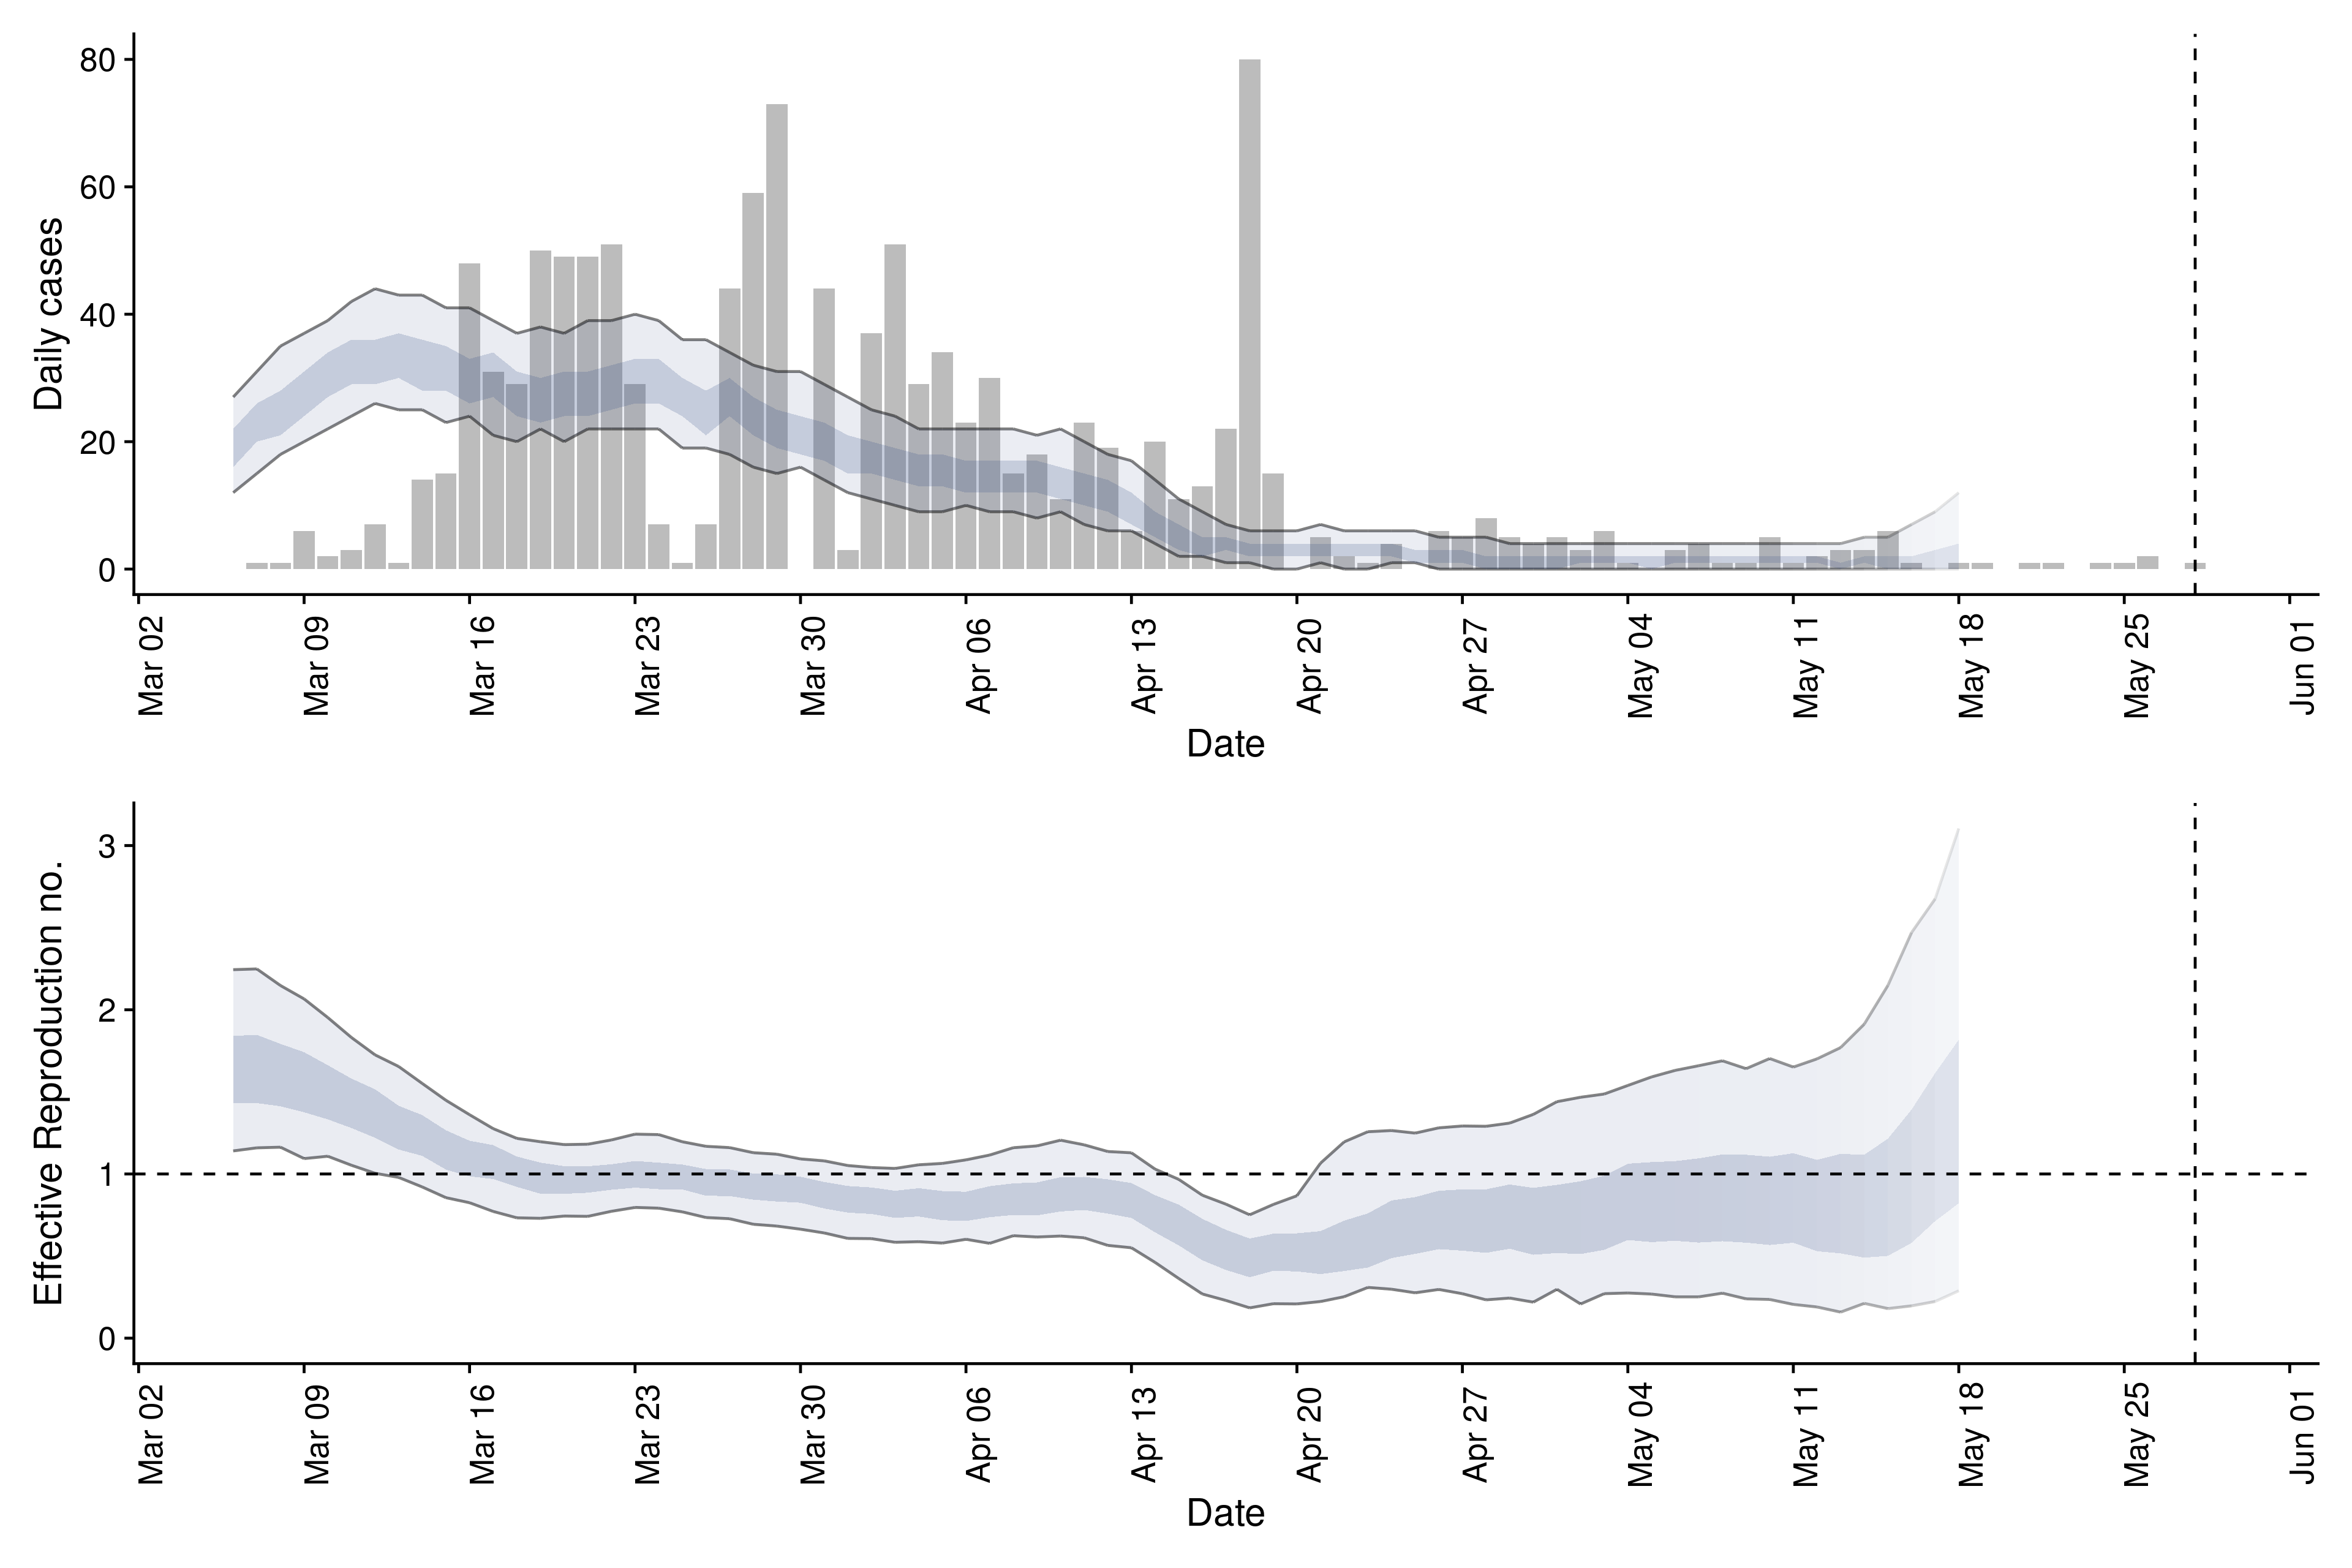 Daily cases
80
60
40
20
0
Mar 02
Mar 09
Mar 16
Mar 23
Mar 30
Apr 06
Apr 13
Apr 20
Apr 27
May 04
May 11
May 18
May 25
Jun 01
Date
Effective Reproduction no.
3
2
1
0
Mar 02
Mar 09
Mar 16
Mar 23
Mar 30
Apr 06
Apr 13
Apr 20
Apr 27
May 04
May 11
May 18
May 25
Jun 01
Date